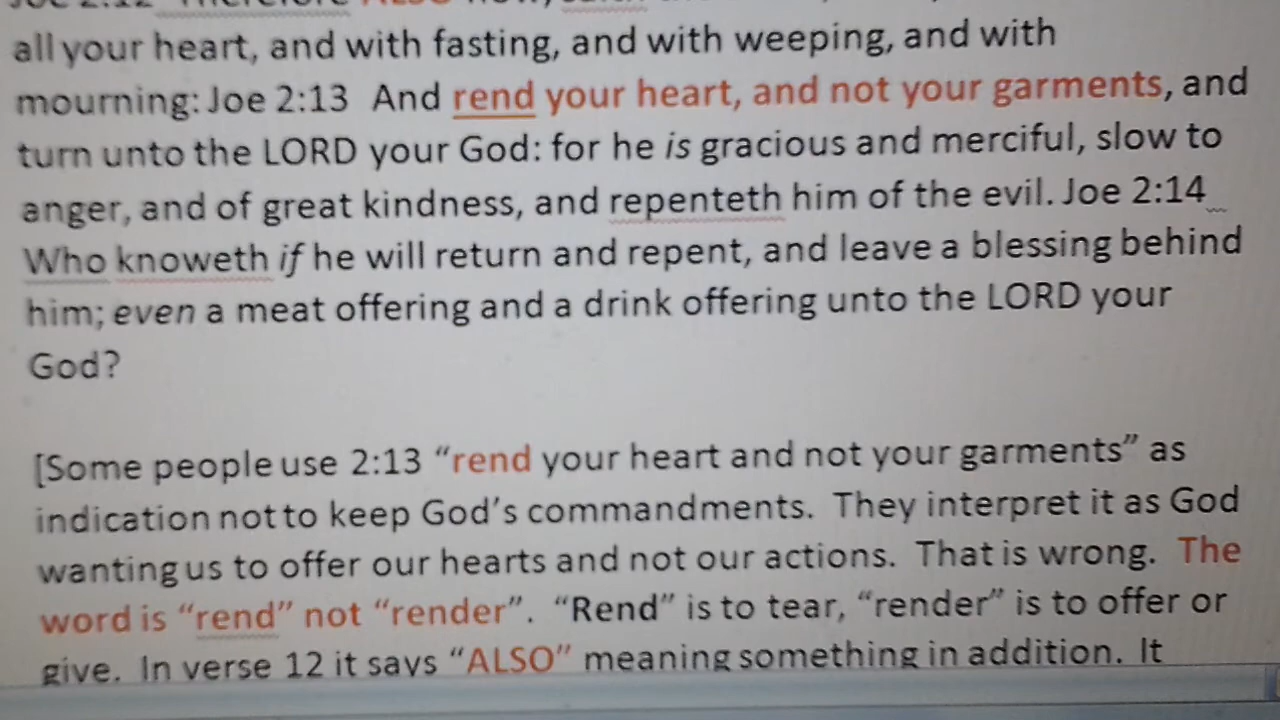 all your heart, and with fasting, and with weeping, and with
mourning: Joe 2:13 And rend your heart, and not your garments, and
turn unto the LORD your God: for he is gracious and merciful, slow to
anger, and of great kindness, and repenteth him of the evil. Joe 2:14
Who knoweth if he will return and repent, and leave a blessing behind
him; even a meat offering and a drink offering unto the LORD your
God?
[Some people use 2:13 “rend your heart and not your garments” as
indication not to keep God’s commandments. They interpret it as God
wanting us to offer our hearts and not our actions. That is wrong. The
word is “rend” not “render”. “Rend” is to tear, “render” is to offer or
give. In verse 12 it says “ALSO” meaning something in addition. It